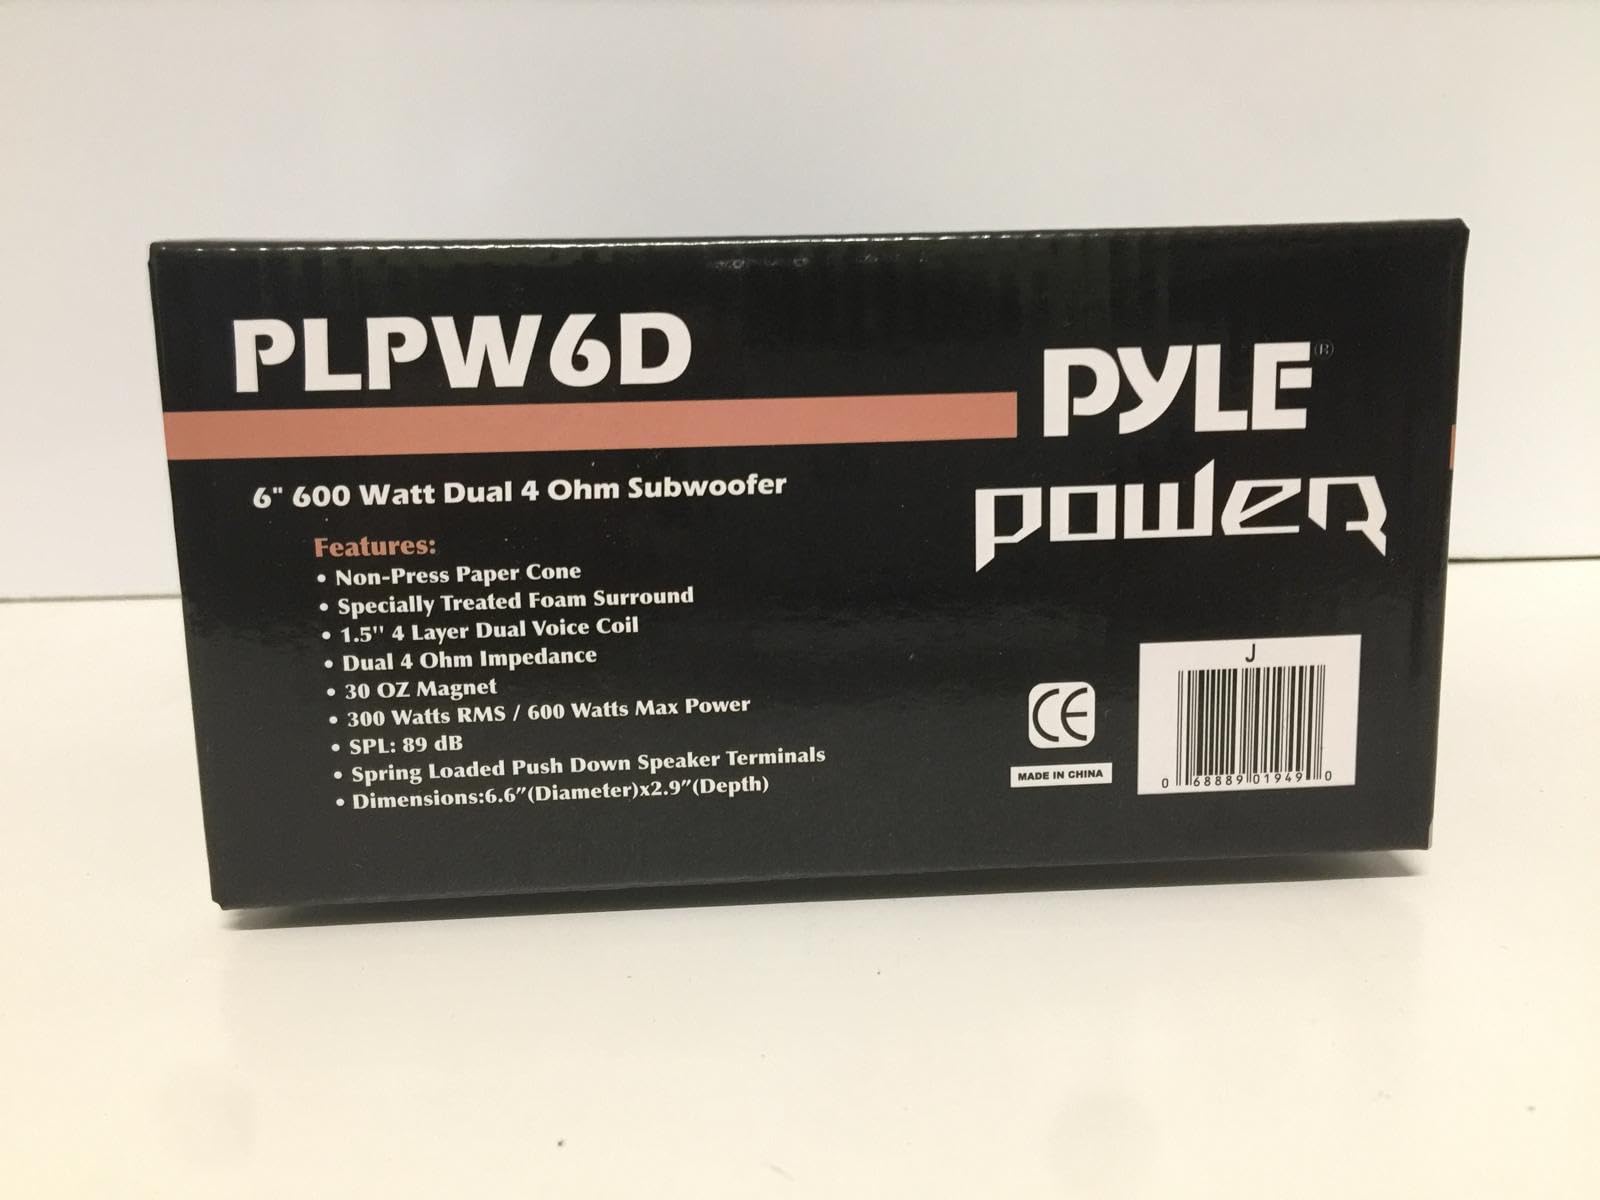 PLPW6D
PYLE®
power
6" 600 Watt Dual 4 Ohm Subwoofer
Features:
• Non-Press Paper Cone
• Specially Treated Foam Surround
• 1.5" 4 Layer Dual Voice Coil
• Dual 4 Ohm Impedance
• 30 OZ Magnet
• 300 Watts RMS / 600 Watts Max Power
• SPL: 89 dB
• Spring Loaded Push Down Speaker Terminals
• Dimensions:6.6"(Diameter)x2.9"(Depth)
CE
MADE IN CHINA
J
0 68889 01949 0